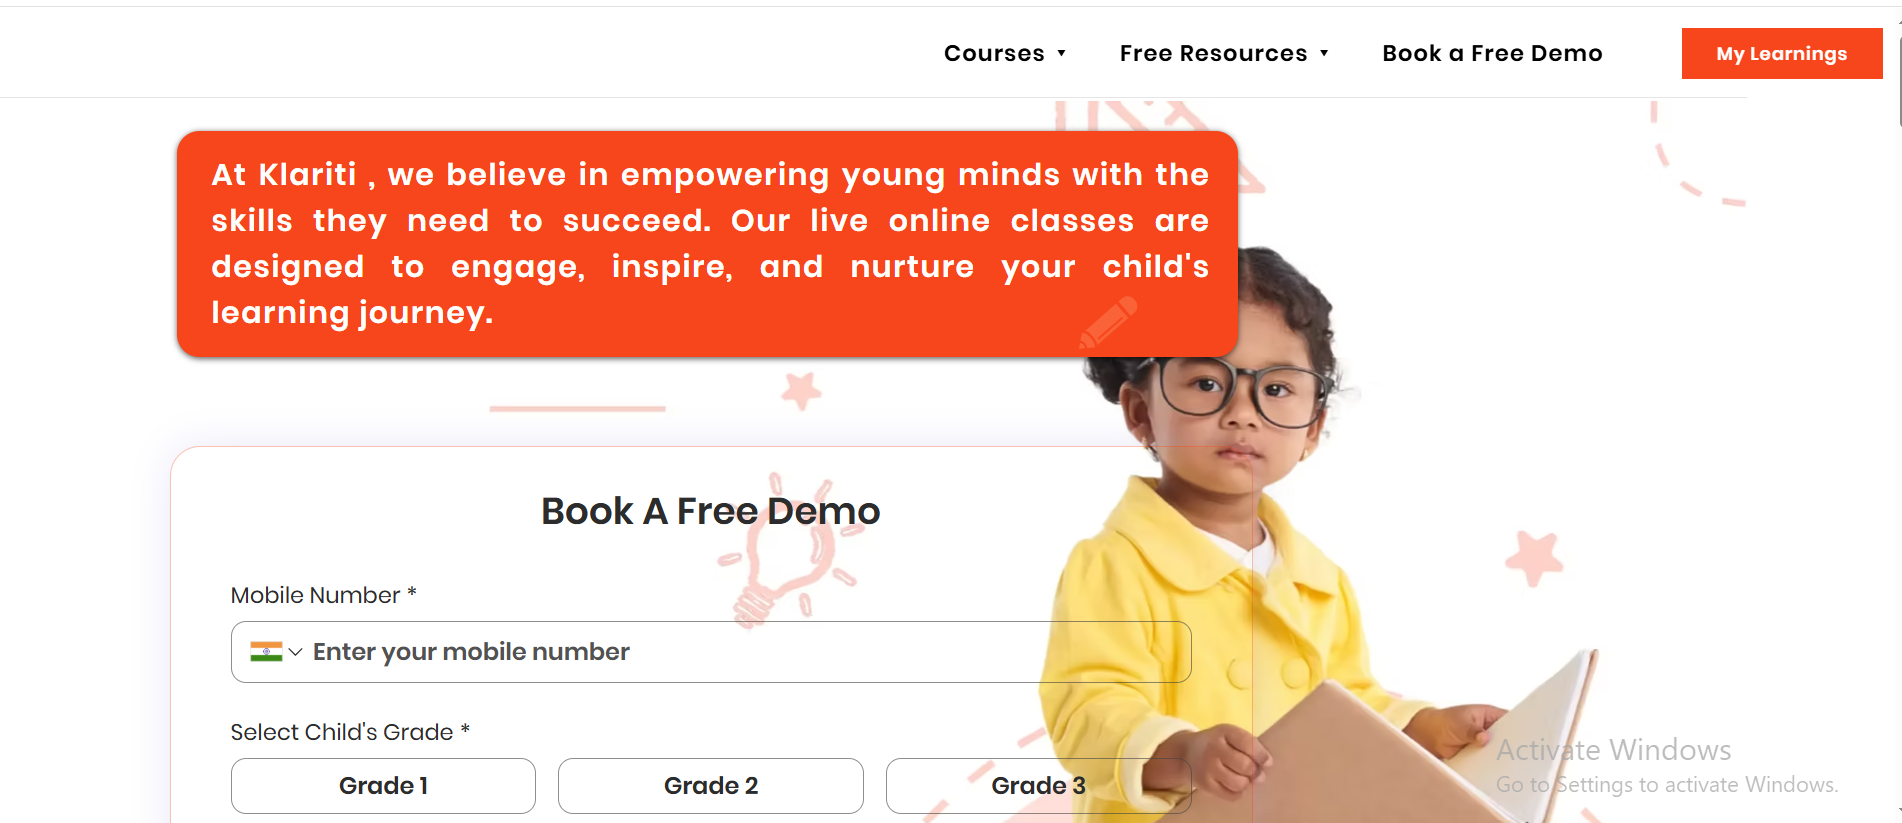 Courses Free Resources Book a Free Demo My Learnings
At Klariti , we believe in empowering young minds with the
skills they need to succeed. Our live online classes are
designed to engage, inspire, and nurture your child's
learning journey.
Book A Free Demo
Mobile Number *
Enter your mobile number
Select Child's Grade *
Grade 1 Grade 2 Grade 3
Activate Windows
Go to Settings to activate Windows.